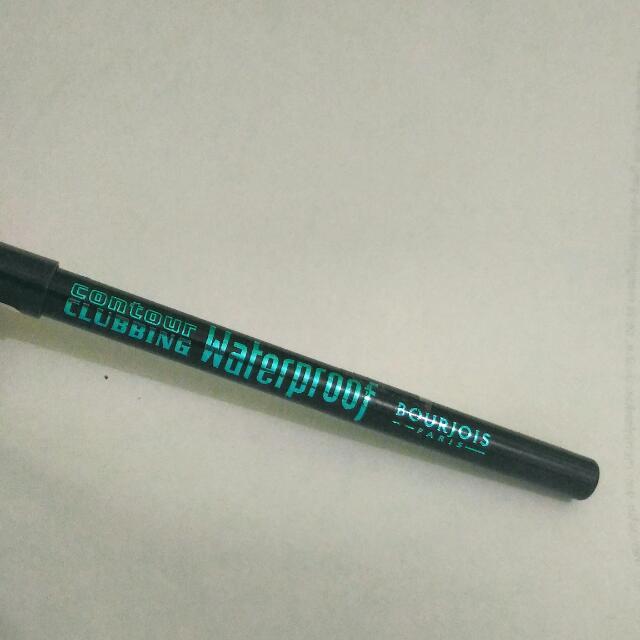 contour
CLUBBING
Waterproof
BOURJOIS
PARIS